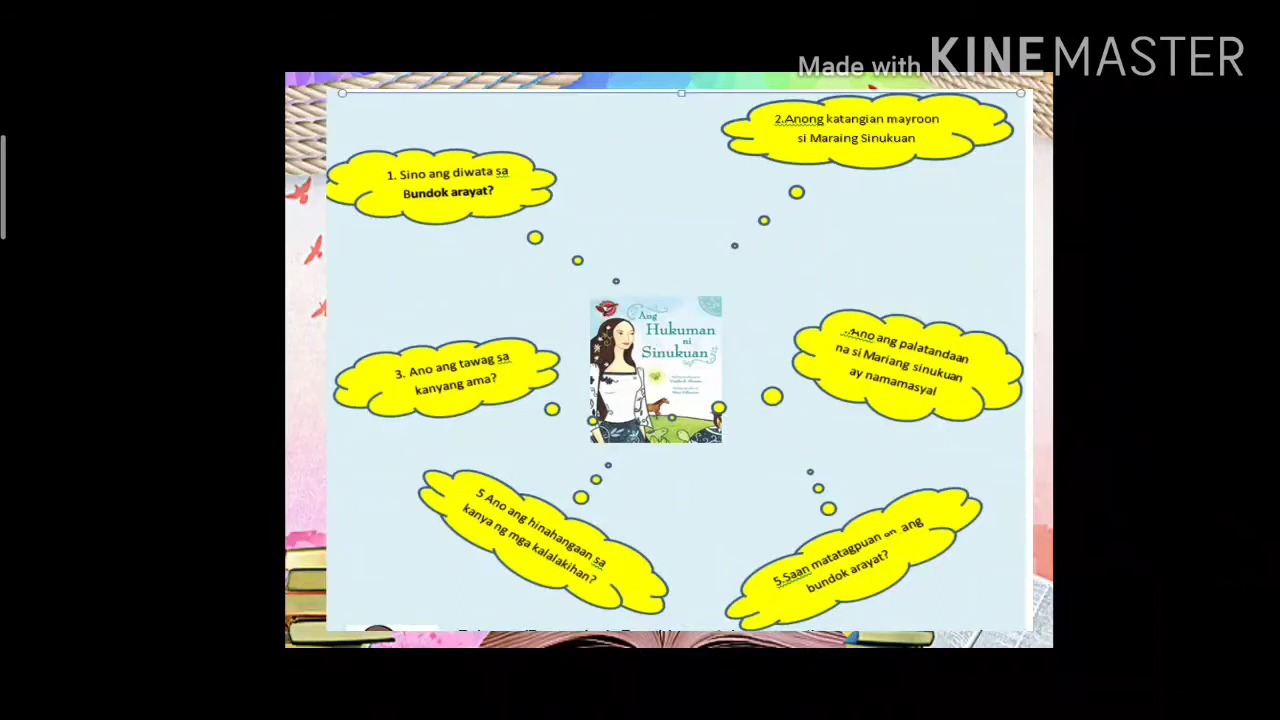 Made with KINEMASTER
2.Anong katangian mayroon
si Maraing Sinukuan
1. Sino ang diwata sa
Bundok arayat?
Ang
Hukuman
ni
Sinukuan
Ano ang palatandaan
na si Mariang sinukuan
ay namamasyal
3. Ano ang tawag sa
kanyang ama?
5 Ano ang hinahangaan sa
kanya ng mga kalalakihan?
5.Saan matatagpuan ang
bundok arayat?